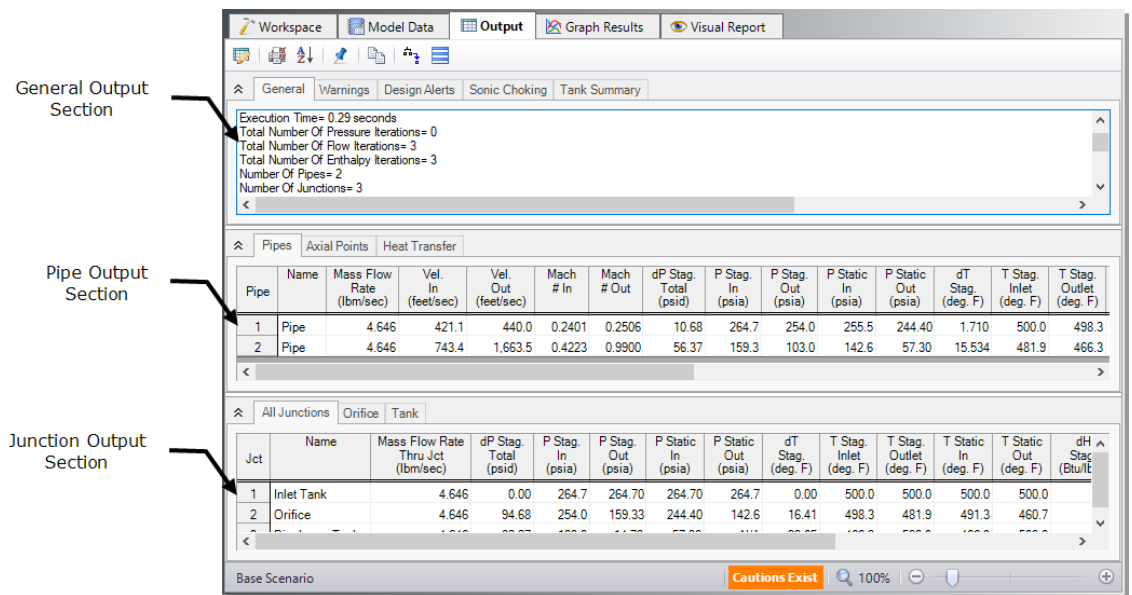 Workspace Model Data Output Graph Results Visual Report
General Output
Section
General Warnings Design Alerts Sonic Choking Tank Summary
Execution Time= 0.29 seconds
Total Number Of Pressure Iterations= 0
Total Number Of Flow Iterations= 3
Total Number Of Enthalpy Iterations= 3
Number Of Pipes= 2
Number Of Junctions= 3
Pipe Output
Section
Pipes Axial Points Heat Transfer
Name Mass Flow Vel. Vel. Mach Mach dP Stag. P Stag. P Stag. P Static P Static dT T Stag. T Stag.
Pipe Rate In Out # In # Out Total In Out In Out Stag. Inlet Outlet
(lbm/sec) (feet/sec) (feet/sec) (psid) (psia) (psia) (psia) (psia) (deg. F) (deg. F) (deg. F)
1 Pipe 4.646 421.1 440.0 0.2401 0.2506 10.68 264.7 254.0 255.5 244.40 1.710 500.0 498.3
2 Pipe 4.646 743.4 1,663.5 0.4223 0.9900 56.37 159.3 103.0 142.6 57.30 15.534 481.9 466.3
Junction Output
Section
All Junctions Orifice Tank
Name Mass Flow Rate dP Stag. P Stag. P Stag. P Static P Static dT T Stag. T Stag. T Static T Static dH
Jct Thru Jct Total In Out In Out Stag. Inlet Outlet In Out Stag
(lbm/sec) (psid) (psia) (psia) (psia) (psia) (deg. F) (deg. F) (deg. F) (deg. F) (deg. F) (Btu/lb
1 Inlet Tank 4.646 0.00 264.7 264.70 264.70 264.7 0.00 500.0 500.0 500.0 500.0
2 Orifice 4.646 94.68 254.0 159.33 244.40 142.6 16.41 498.3 481.9 491.3 460.7
Base Scenario Cautions Exist 100%